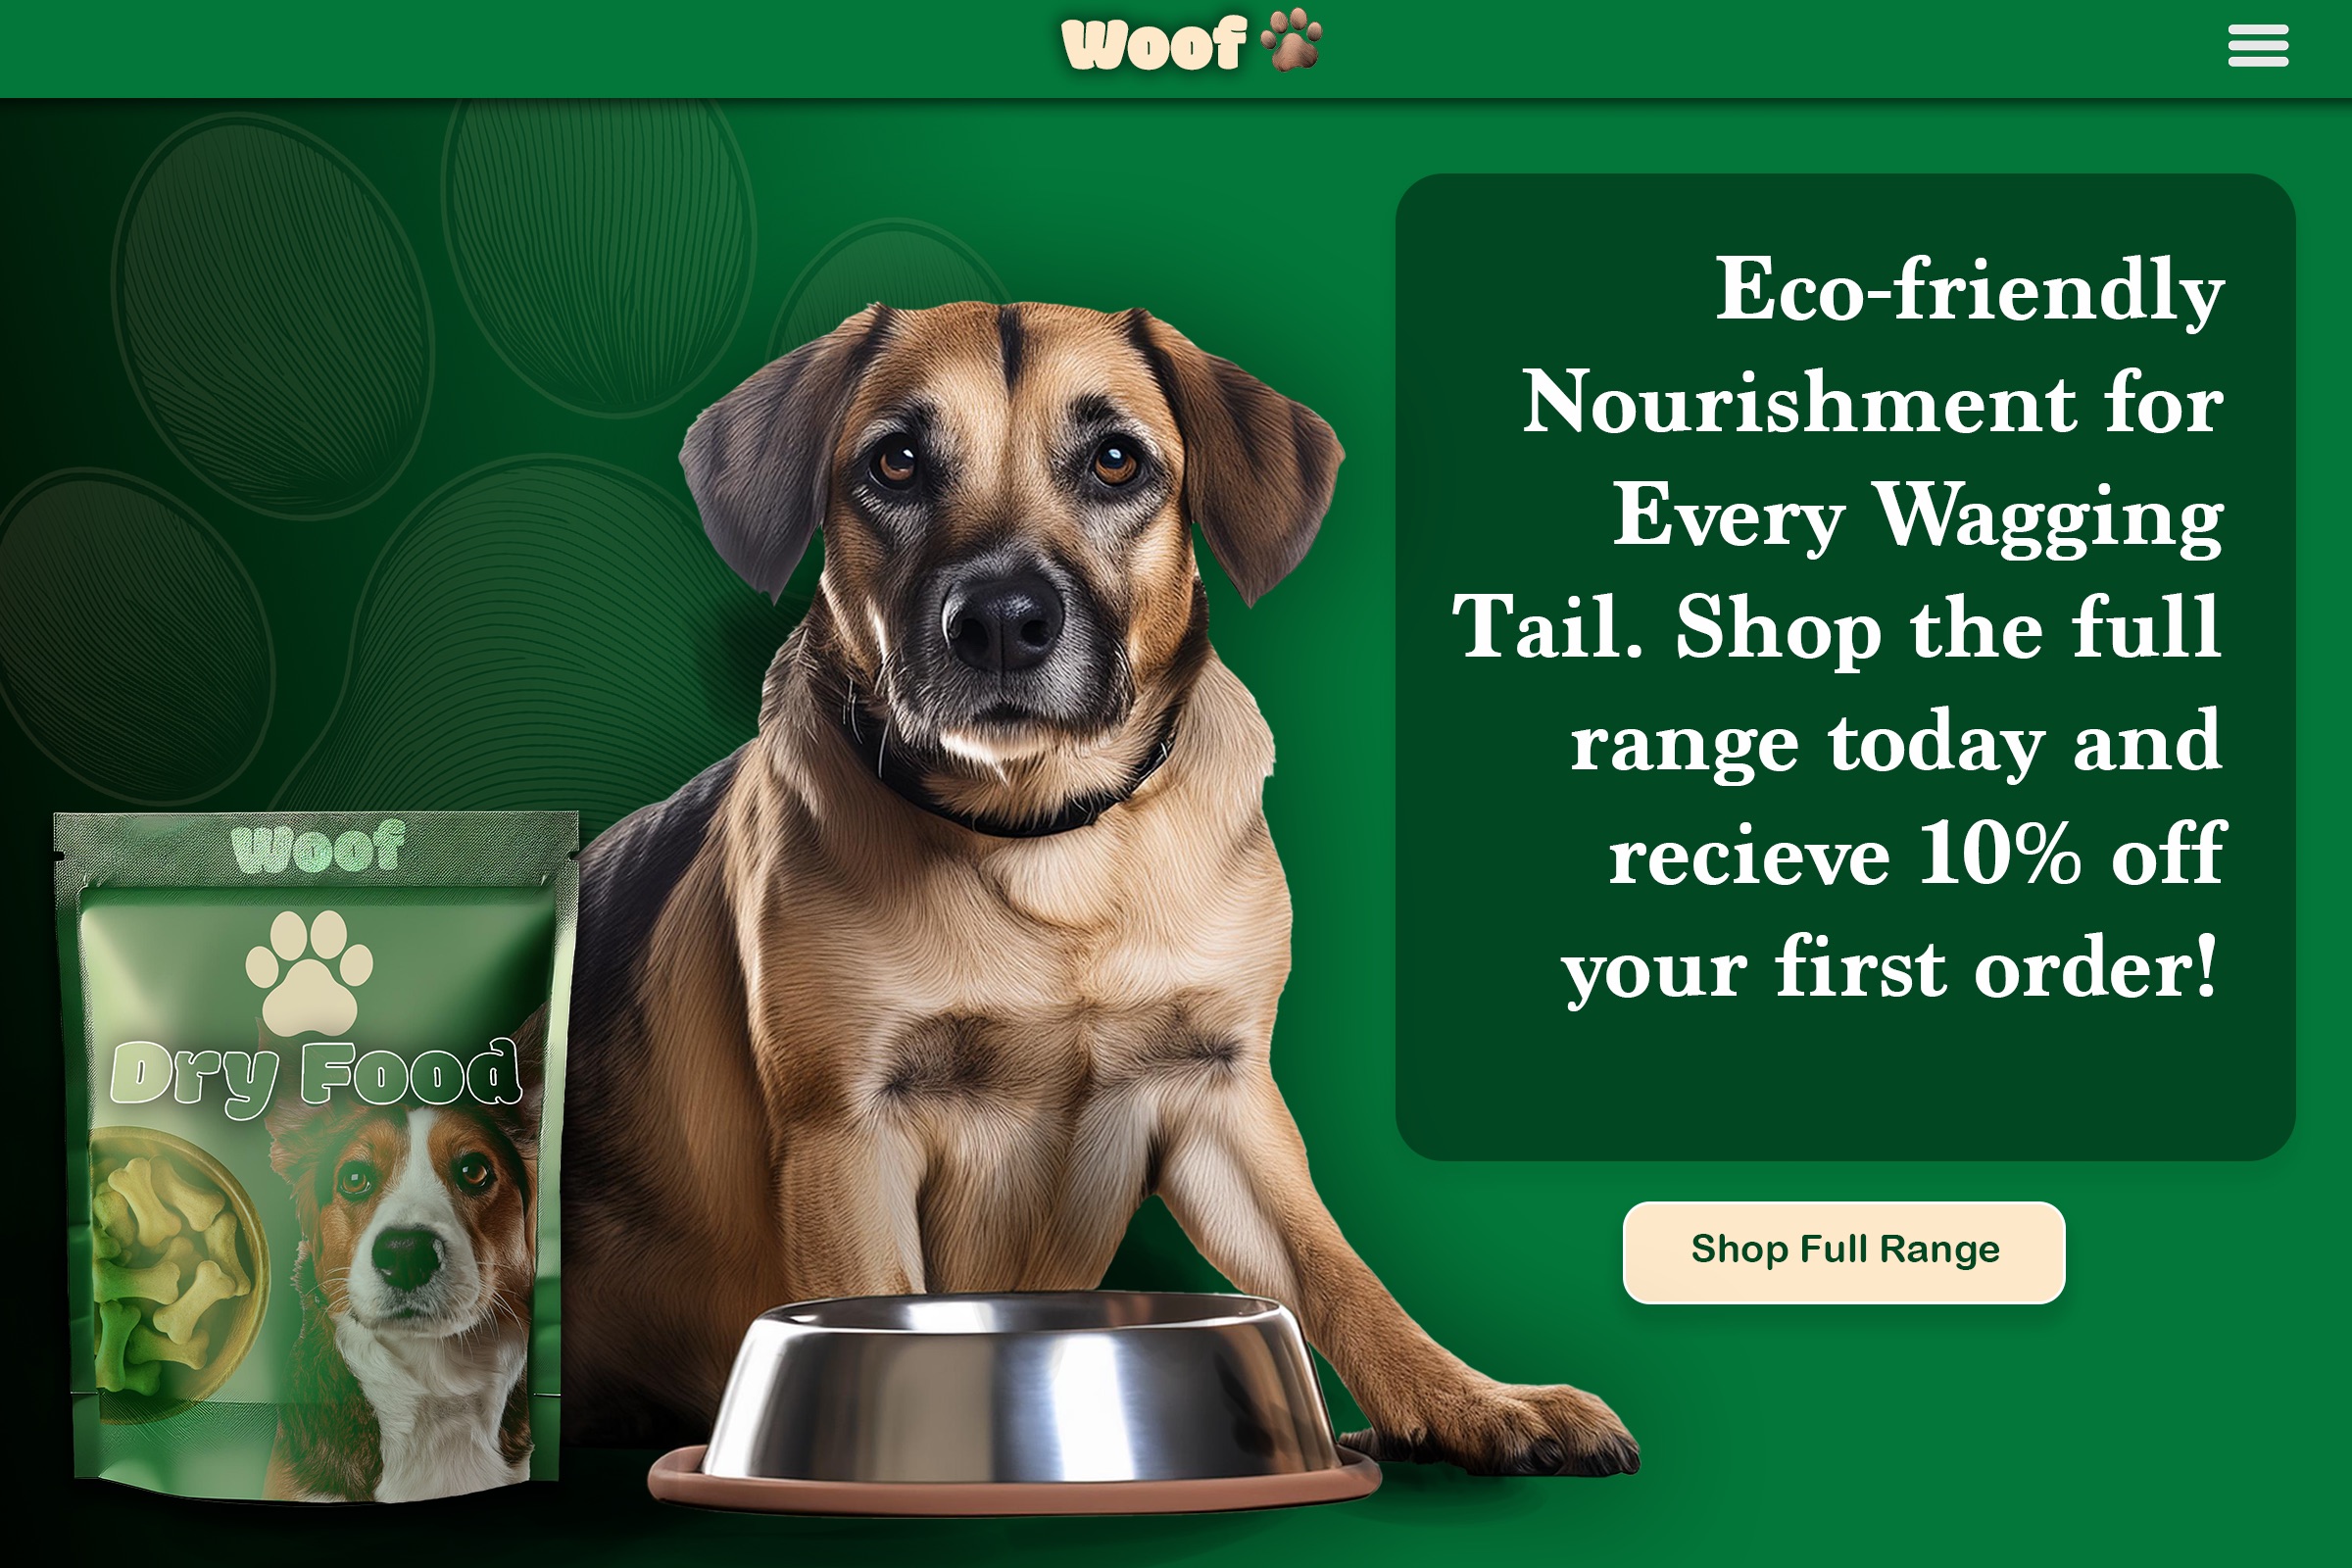 Woof
Eco-friendly
Nourishment for
Every Wagging
Tail. Shop the full
range today and
recieve 10% off
your first order!
Shop Full Range
Woof
Dry Food